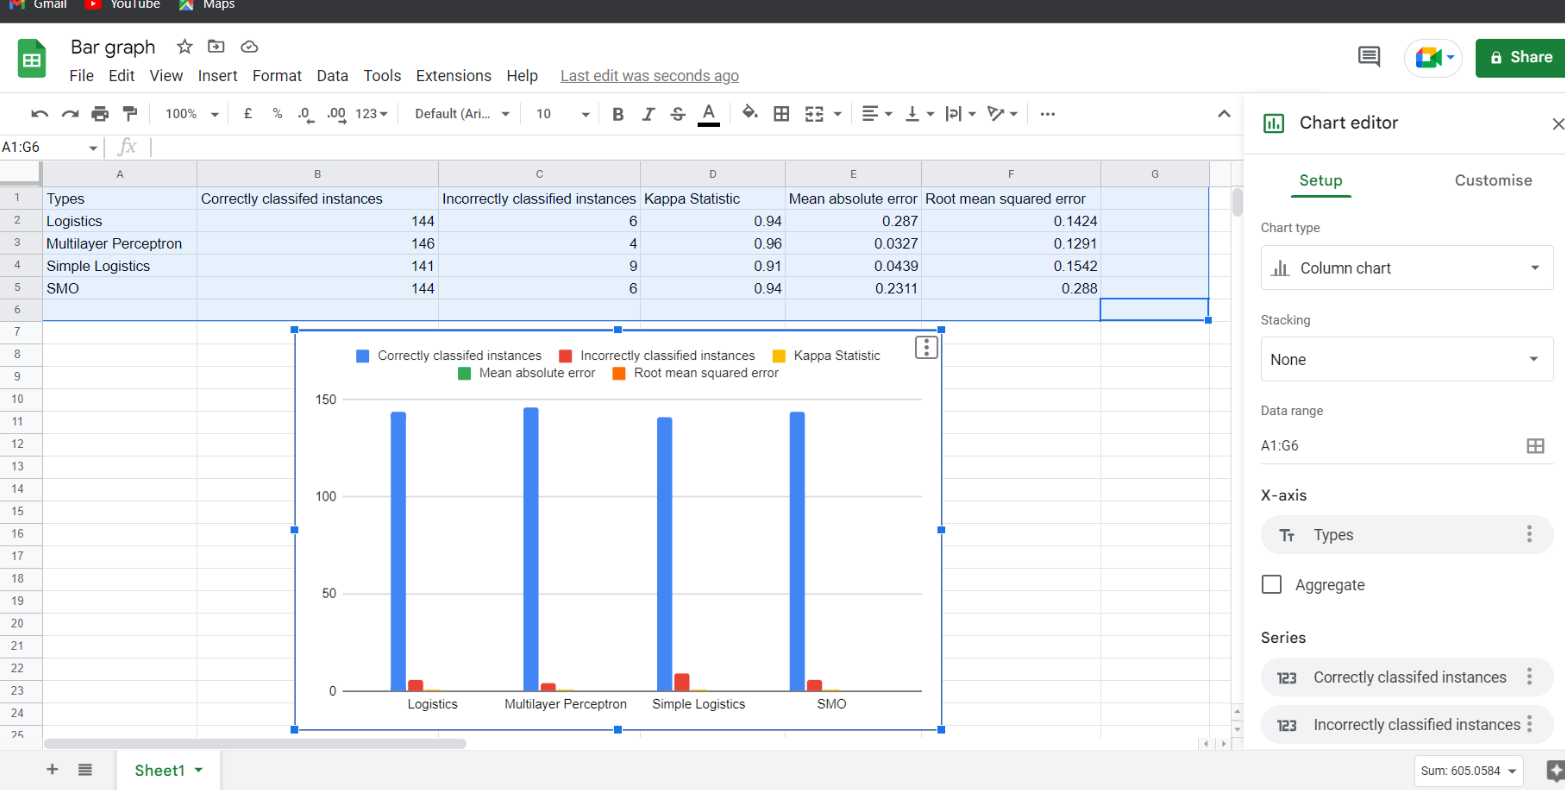 Gmail YouTube Maps
Bar graph
File Edit View Insert Format Data Tools Extensions Help Last edit was seconds ago
Share
100% £ % .0 .00 123 Default (Ari... 10 B I S A ...
A1:G6 fx
Chart editor
Setup Customise
A B C D E F G
1 Types Correctly classifed instances Incorrectly classified instances Kappa Statistic Mean absolute error Root mean squared error
2 Logistics 144 6 0.94 0.287 0.1424
3 Multilayer Perceptron 146 4 0.96 0.0327 0.1291
4 Simple Logistics 141 9 0.91 0.0439 0.1542
5 SMO 144 6 0.94 0.2311 0.288
6
7
8
9
10
11
12
13
14
15
16
17
18
19
20
21
22
23
24
25
Correctly classifed instances Incorrectly classified instances Kappa Statistic
Mean absolute error Root mean squared error
150
100
50
0
Logistics Multilayer Perceptron Simple Logistics SMO
Chart type
Column chart
Stacking
None
Data range
A1:G6
X-axis
Tт Types
Aggregate
Series
123 Correctly classifed instances
123 Incorrectly classified instances
+ Sheet1
Sum: 605.0584